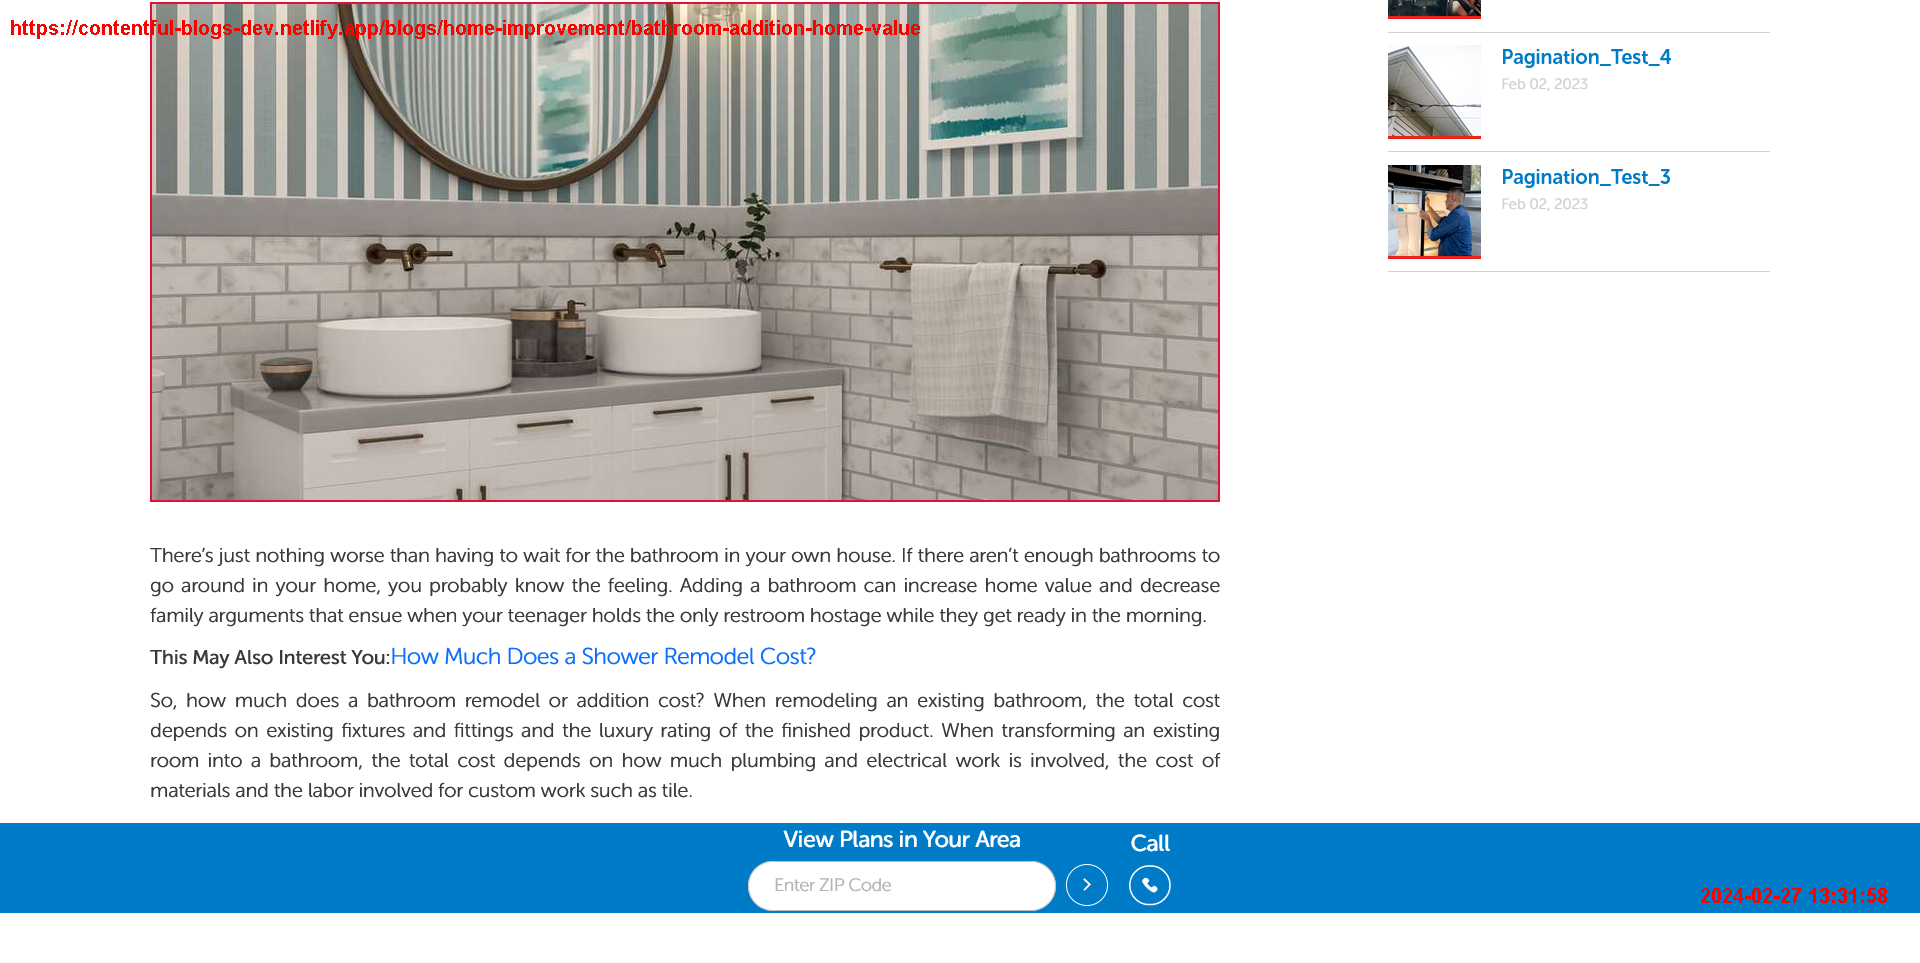 https://contentful-blogs-dev.netlify.app/blogs/home-improvement/bathroom-addition-home-value
Pagination_Test_4
Feb 02, 2023
Pagination_Test_3
Feb 02, 2023
There's just nothing worse than having to wait for the bathroom in your own house. If there aren't enough bathrooms to
go around in your home, you probably know the feeling. Adding a bathroom can increase home value and decrease
family arguments that ensue when your teenager holds the only restroom hostage while they get ready in the morning.
This May Also Interest You:How Much Does a Shower Remodel Cost?
So, how much does a bathroom remodel or addition cost? When remodeling an existing bathroom, the total cost
depends on existing fixtures and fittings and the luxury rating of the finished product. When transforming an existing
room into a bathroom, the total cost depends on how much plumbing and electrical work is involved, the cost of
materials and the labor involved for custom work such as tile.
View Plans in Your Area
Call
Enter ZIP Code
2024-02-27 13:31:58